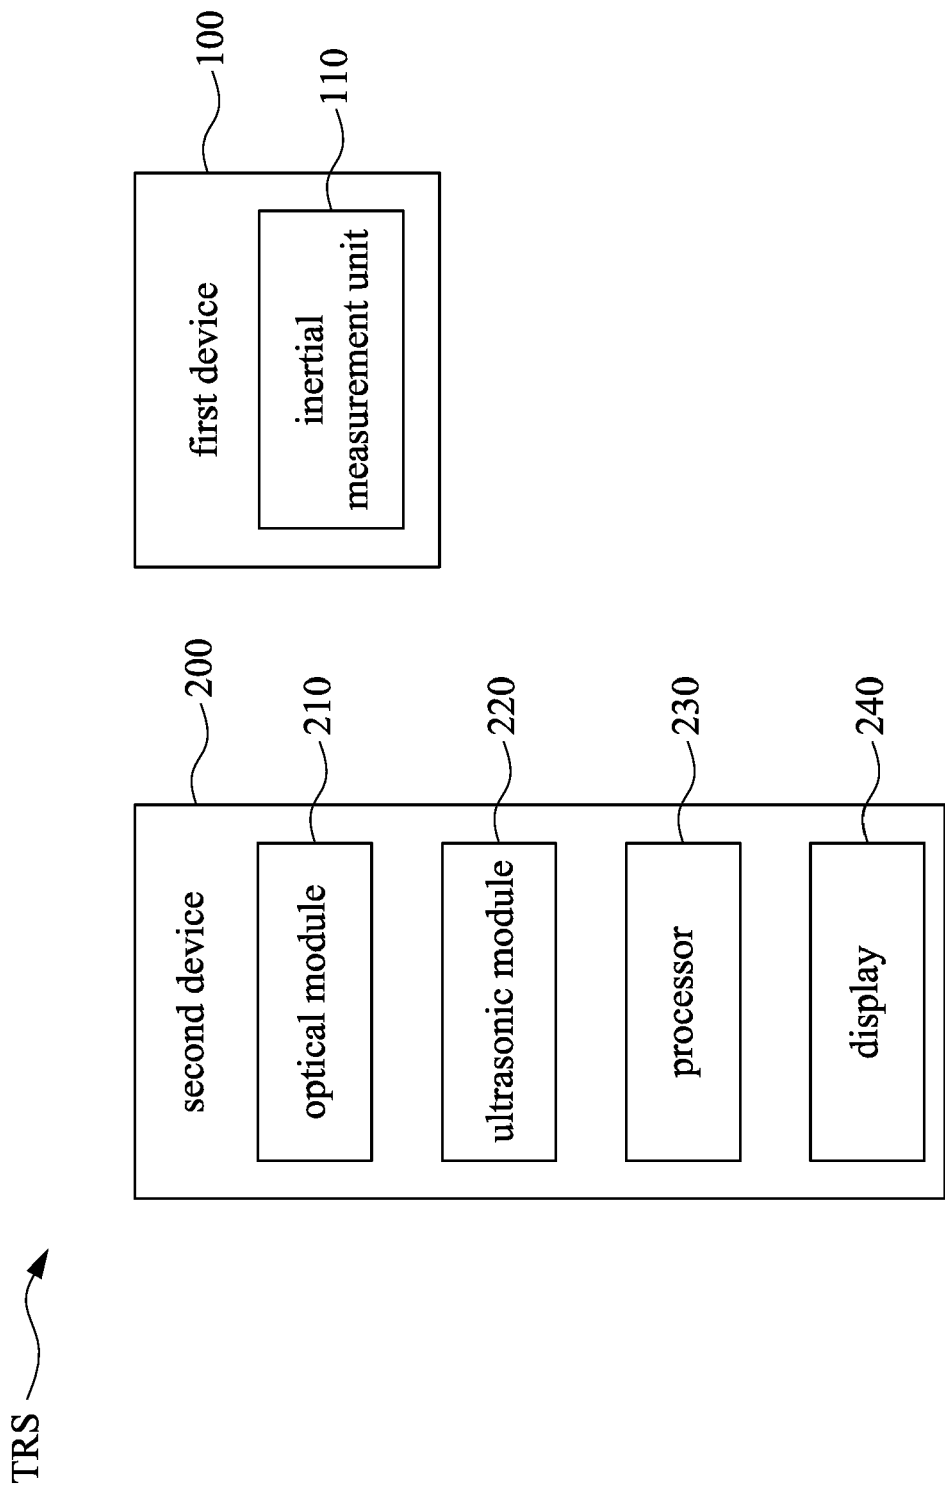 TRS
second device
200
optical module
210
ultrasonic module
220
processor
230
display
240
first device
100
inertial
measurement unit
110